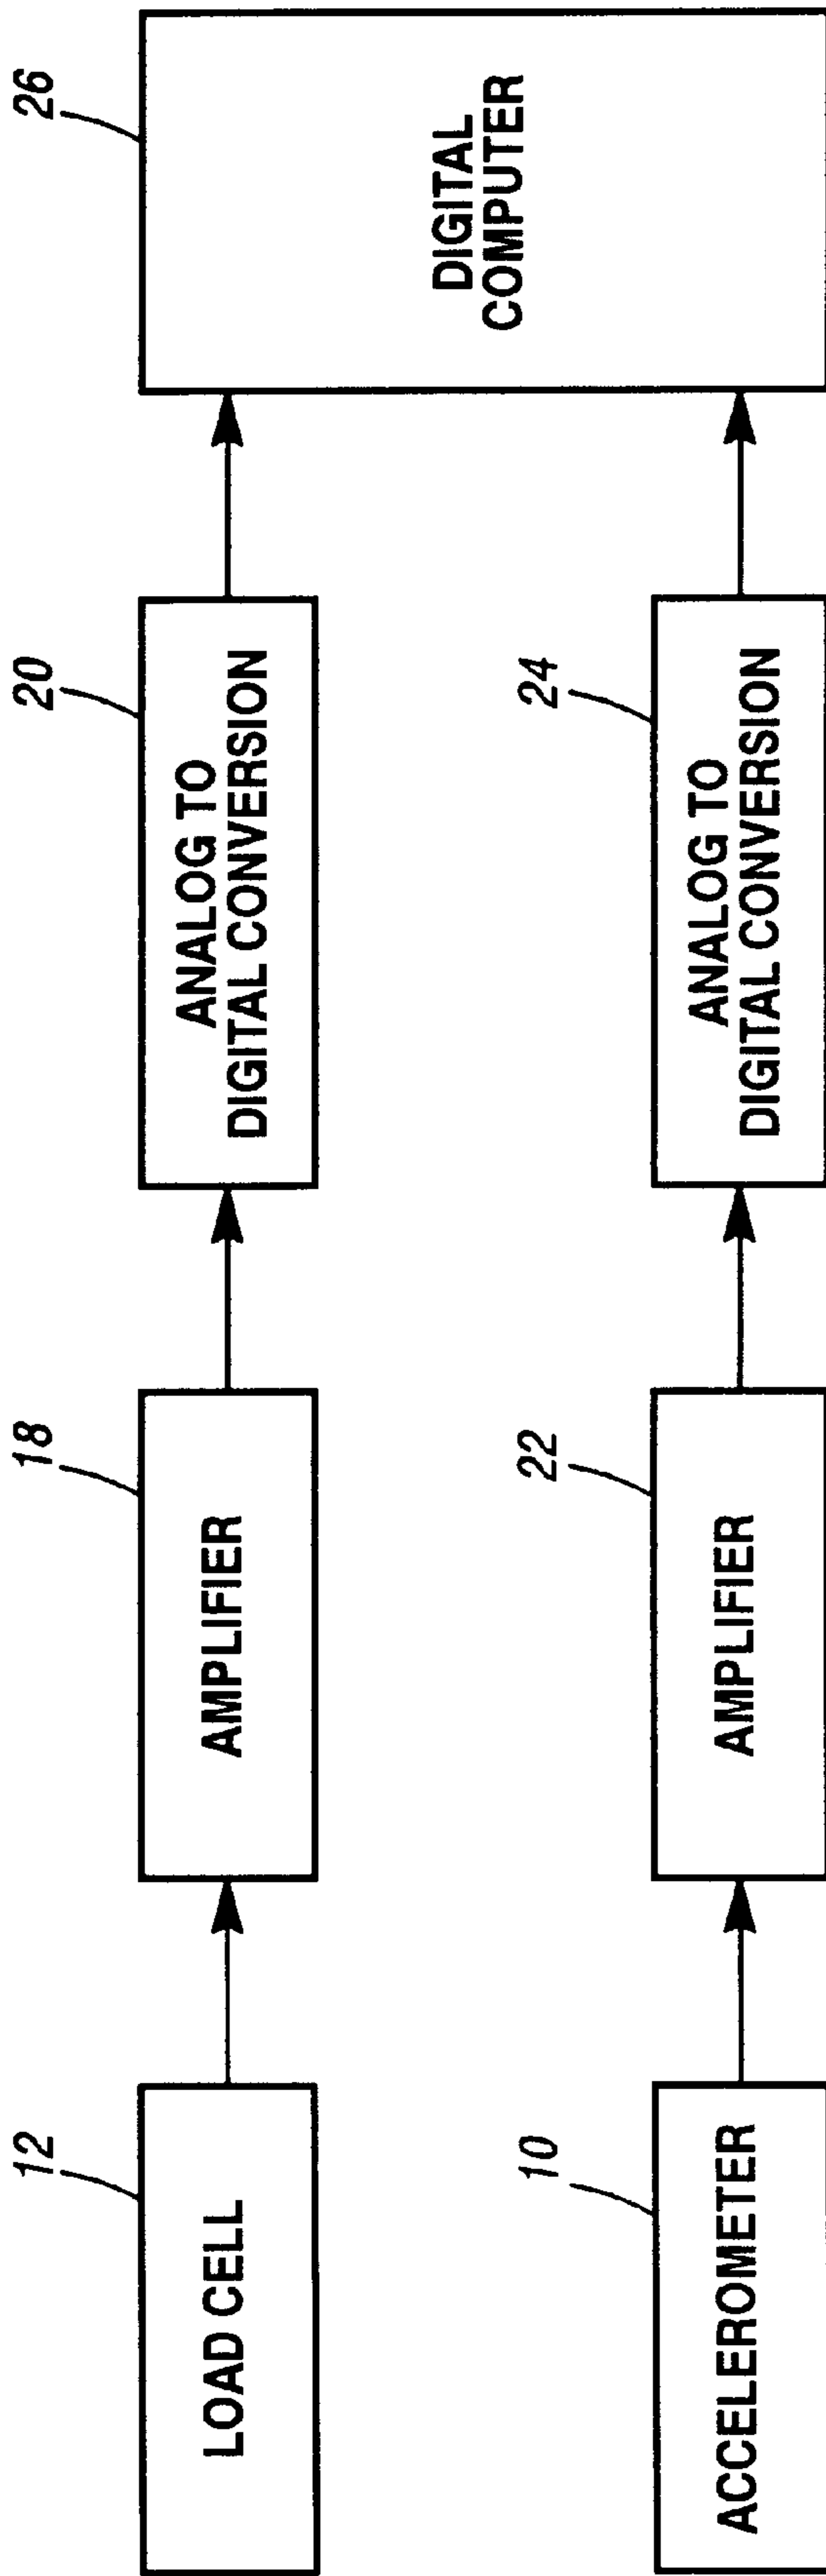 12
LOAD CELL
18
AMPLIFIER
20
ANALOG TO
DIGITAL CONVERSION
26
DIGITAL
COMPUTER
10
ACCELEROMETER
22
AMPLIFIER
24
ANALOG TO
DIGITAL CONVERSION